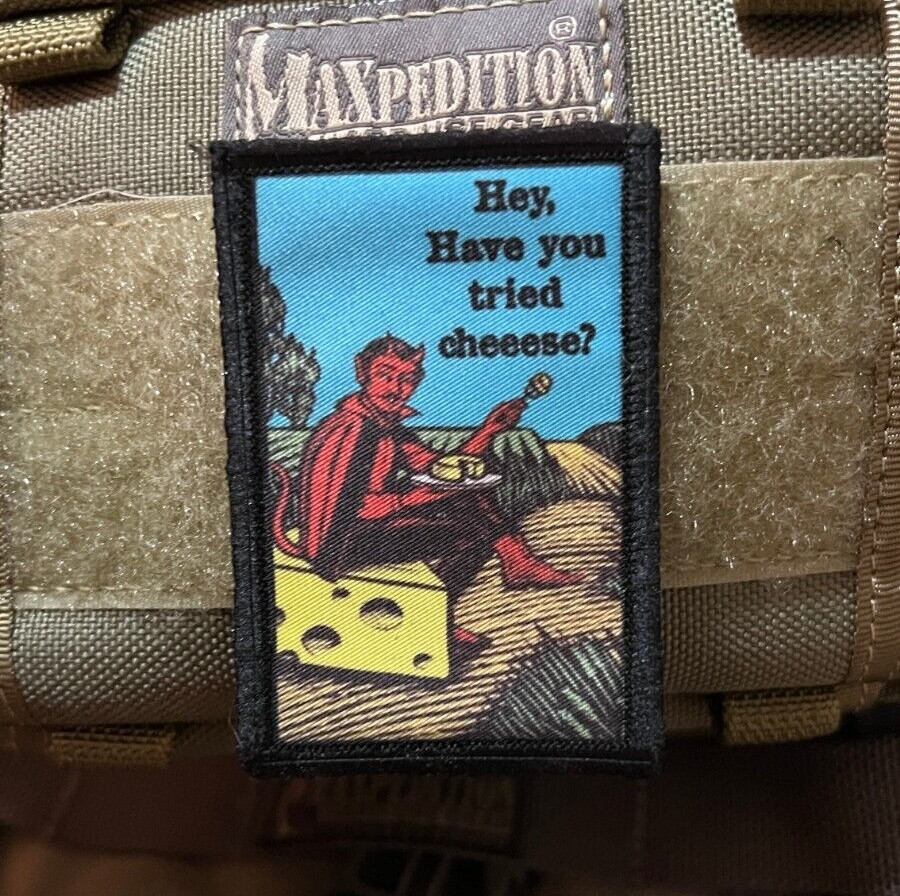 MAXPEDITION®
Hey,
Have you
tried
cheeese?